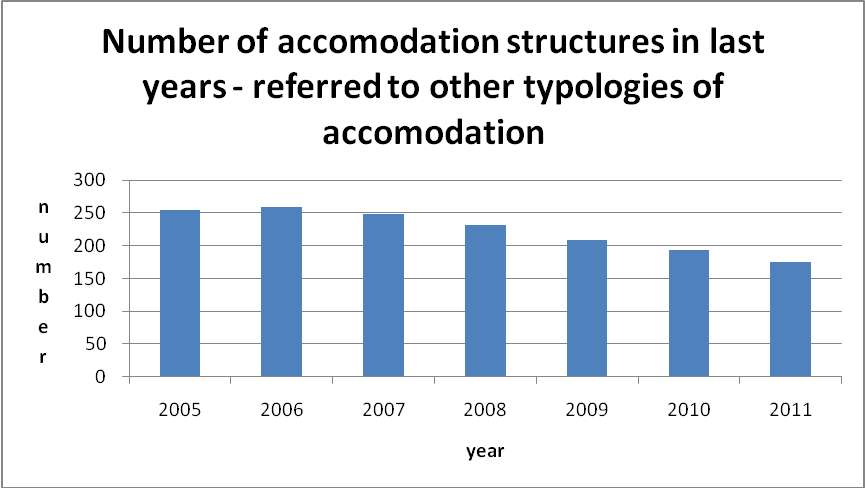 Number of accomodation structures in last
years - referred to other typologies of
accomodation
300
250
200
150
100
50
0
number
2005 2006 2007 2008 2009 2010 2011
year